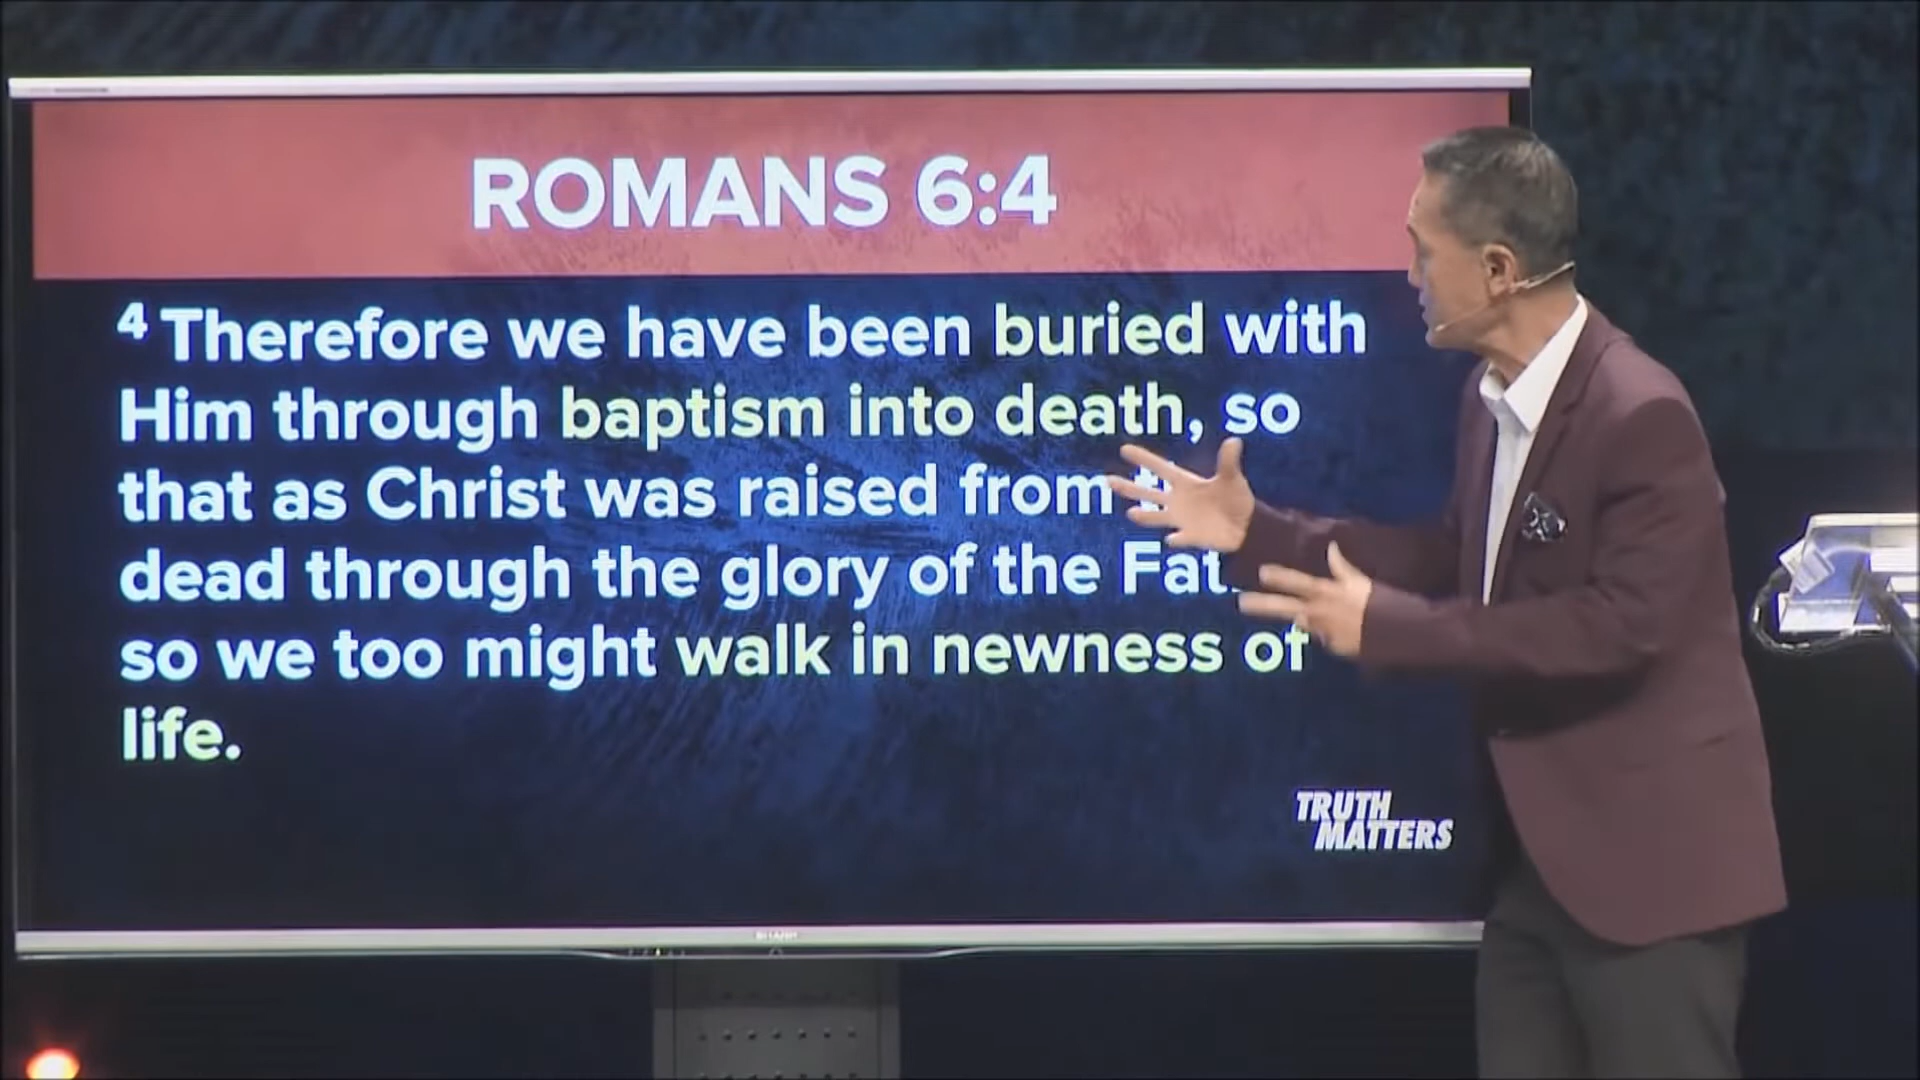 ROMANS 6:4
4 Therefore we have been buried with
Him through baptism into death, so
that as Christ was raised from
dead through the glory of the
so we too might walk in newness of
life.
TRUTH
MATTERS
SHARP